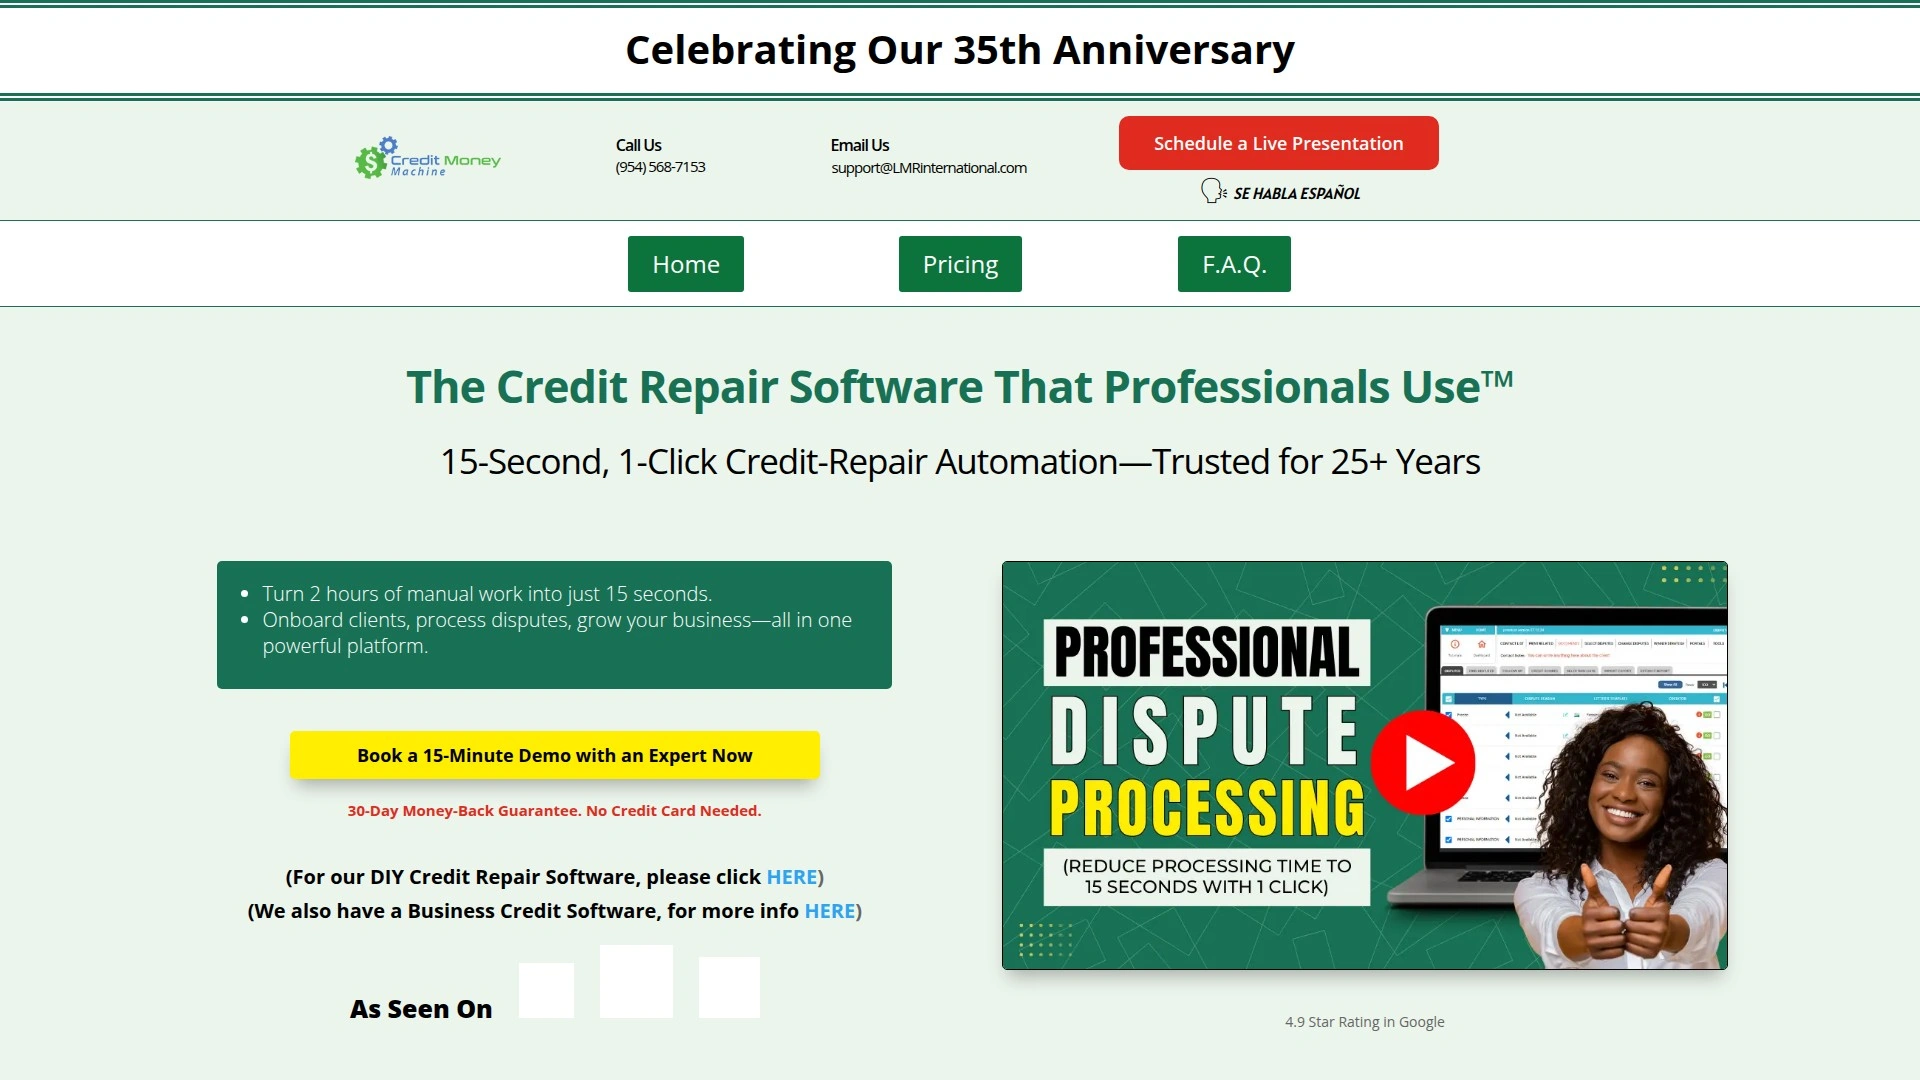 Celebrating Our 35th Anniversary
Credit Money
Machine
Call Us
(954) 568-7153
Email Us
support@LMRinternational.com
Schedule a Live Presentation
SE HABLA ESPAÑOL
Home
Pricing
F.A.Q.
The Credit Repair Software That Professionals Use™
15-Second, 1-Click Credit-Repair Automation—Trusted for 25+ Years
Turn 2 hours of manual work into just 15 seconds.
Onboard clients, process disputes, grow your business—all in one
powerful platform.
Book a 15-Minute Demo with an Expert Now
30-Day Money-Back Guarantee. No Credit Card Needed.
(For our DIY Credit Repair Software, please click HERE)
(We also have a Business Credit Software, for more info HERE)
As Seen On
PROFESSIONAL
DISPUTE
PROCESSING
(REDUCE PROCESSING TIME TO
15 SECONDS WITH 1 CLICK)
4.9 Star Rating in Google